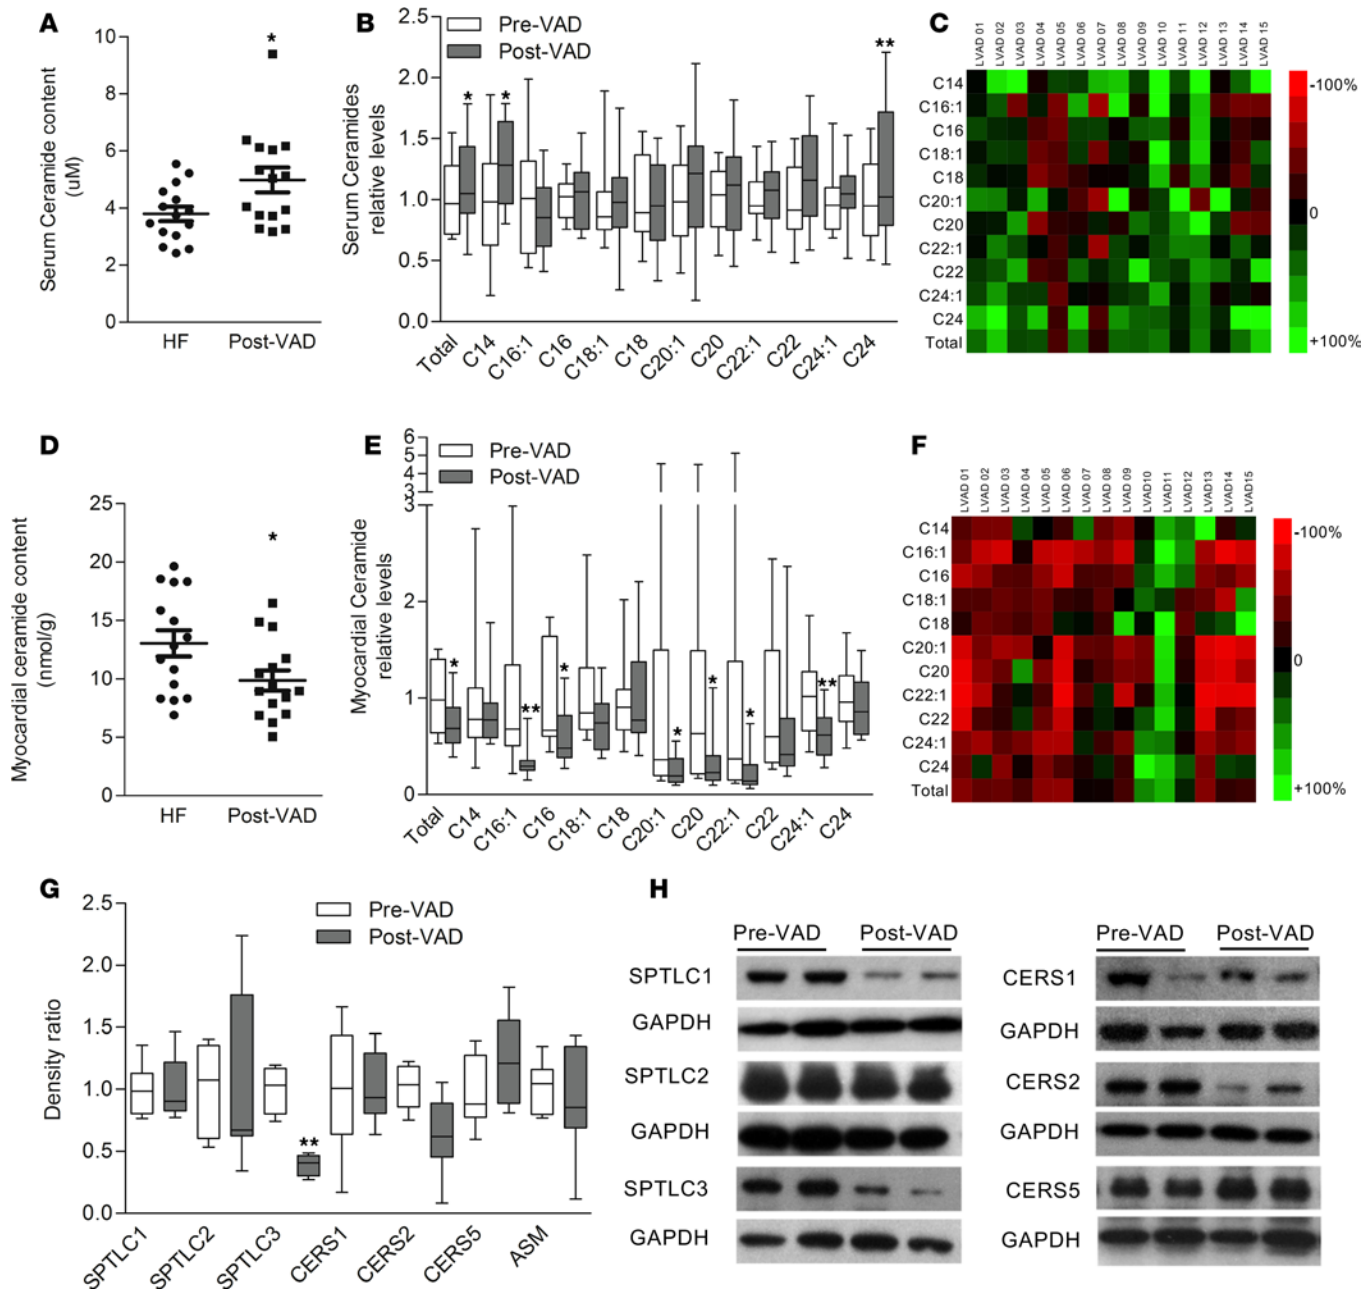 A
Serum Ceramide content
(uM)
10
8
6
4
2
0
*
HF
Post-VAD
B
Serum Ceramides
relative levels
2.5
2.0
1.5
1.0
0.5
0.0
Pre-VAD
Post-VAD
*
*
**
Total
C14
C16:1
C16
C18:1
C18
C20:1
C20
C22:1
C22
C24:1
C24
C
LVAD 01
LVAD 02
LVAD 03
LVAD 04
LVAD 05
LVAD 06
LVAD 07
LVAD 08
LVAD 09
LVAD 10
LVAD 11
LVAD 12
LVAD 13
LVAD 14
LVAD 15
C14
C16:1
C16
C18:1
C18
C20:1
C20
C22:1
C22
C24:1
C24
Total
-100%
0
+100%
D
Myocardial ceramide content
(nmol/g)
25
20
15
10
5
0
*
HF
Post-VAD
E
Myocardial Ceramide
relative levels
6
5
4
3
3
2
1
0
Pre-VAD
Post-VAD
*
**
*
*
*
*
**
Total
C14
C16:1
C16
C18:1
C18
C20:1
C20
C22:1
C22
C24:1
C24
F
LVAD 01
LVAD 02
LVAD 03
LVAD 04
LVAD 05
LVAD 06
LVAD 07
LVAD 08
LVAD 09
LVAD10
LVAD11
LVAD 12
LVAD13
LVAD14
LVAD15
C14
C16:1
C16
C18:1
C18
C20:1
C20
C22:1
C22
C24:1
C24
Total
-100%
0
+100%
G
Density ratio
2.5
2.0
1.5
1.0
0.5
0.0
Pre-VAD
Post-VAD
**
SPTLC1
SPTLC2
SPTLC3
CERS1
CERS2
CERS5
ASM
H
Pre-VAD Post-VAD
SPTLC1
GAPDH
SPTLC2
GAPDH
SPTLC3
GAPDH
Pre-VAD Post-VAD
CERS1
GAPDH
CERS2
GAPDH
CERS5
GAPDH